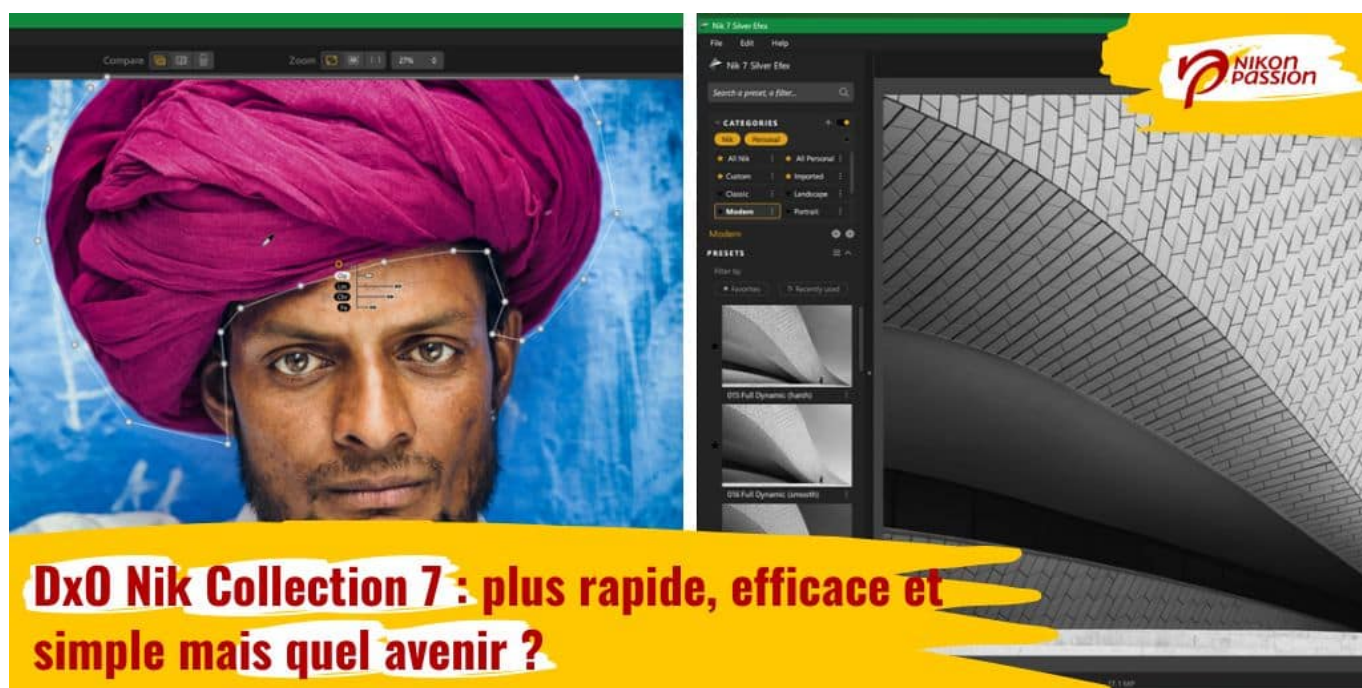 Compare
Zoom
27%
Nik 7 Silver Efex
File Edit Help
Nik 7 Silver Efex
Search a preset, a filter...
CATEGORIES
Nik Personal
All Nik All Personal
Custom Imported
Classic Landscape
Modern Portrait
Modern
PRESETS
Filter by
Favorites Recently used
015 Full Dynamic (harsh)
016 Full Dynamic (smooth)
NIKON
PASSION
DxO Nik Collection 7 : plus rapide, efficace et
simple mais quel avenir ?